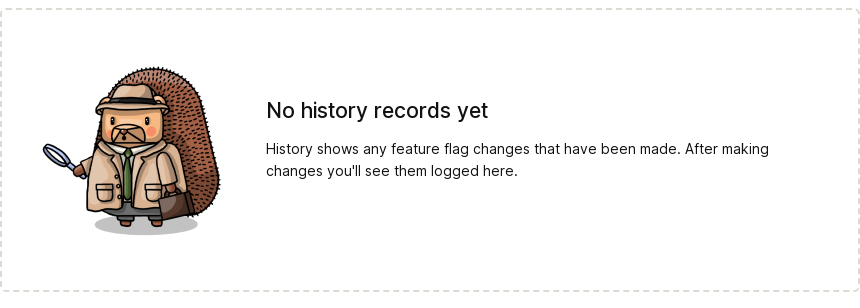 No history records yet
History shows any feature flag changes that have been made. After making
changes you'll see them logged here.